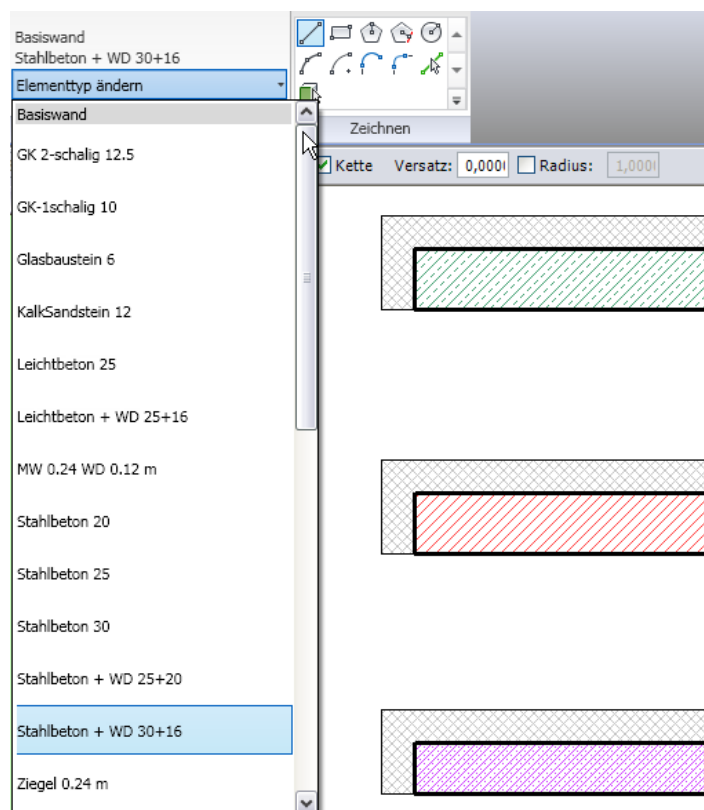 Basiswand
Stahlbeton + WD 30+16
Elementtyp ändern
Zeichnen
Kette Versatz: 0,000 Radius: 1,000
Basiswand
GK 2-schalig 12.5
GK-1schalig 10
Glasbaustein 6
KalkSandstein 12
Leichtbeton 25
Leichtbeton + WD 25+16
MW 0.24 WD 0.12 m
Stahlbeton 20
Stahlbeton 25
Stahlbeton 30
Stahlbeton + WD 25+20
Stahlbeton + WD 30+16
Ziegel 0.24 m